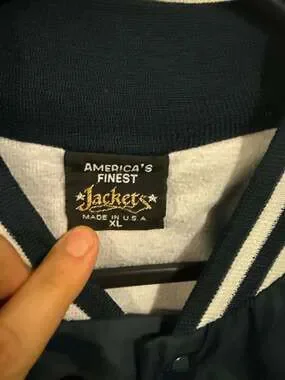 AMERICA'S
FINEST
Jackets
MADE IN U.S.A
XL